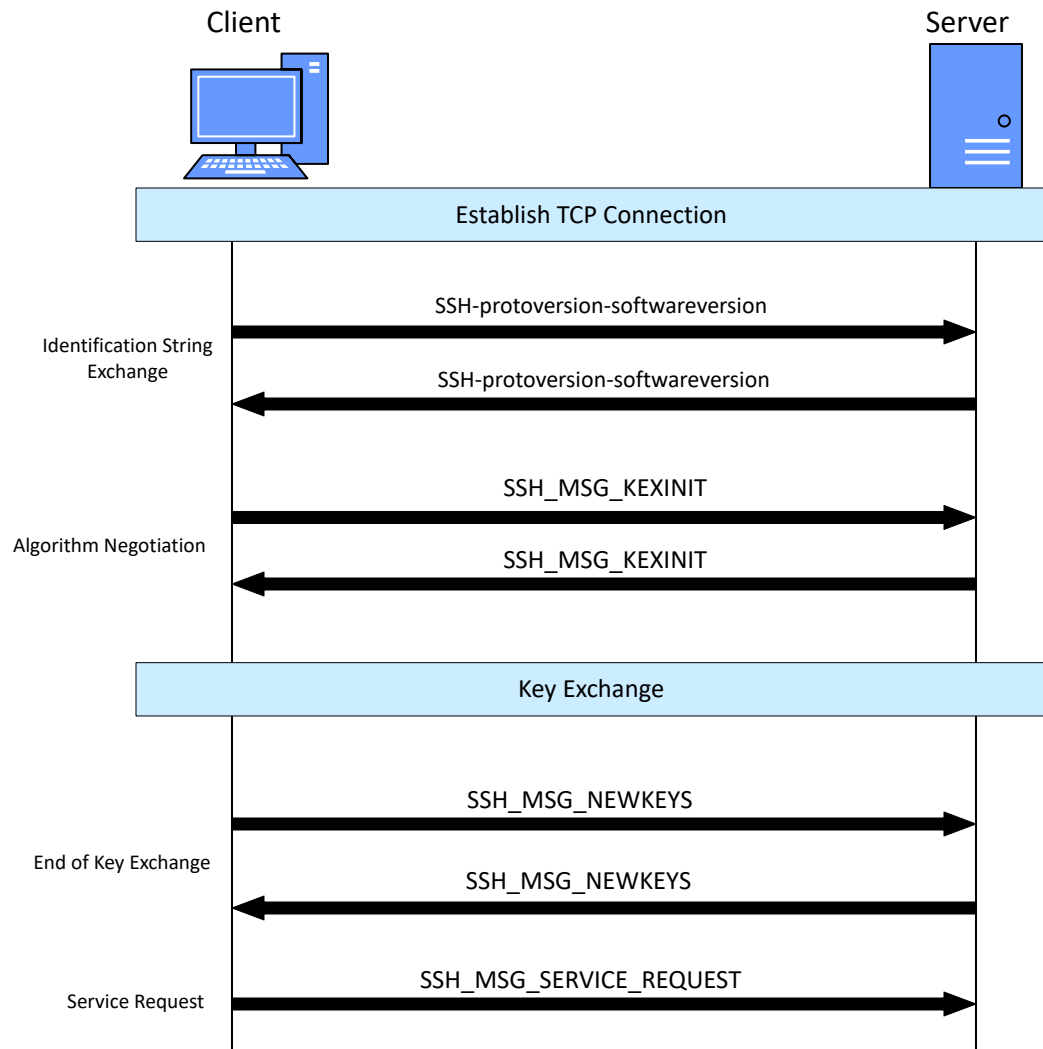 Client
Server
Establish TCP Connection
SSH-protoversion-softwareversion
Identification String
Exchange
SSH-protoversion-softwareversion
SSH_MSG_KEXINIT
Algorithm Negotiation
SSH_MSG_KEXINIT
Key Exchange
SSH_MSG_NEWKEYS
End of Key Exchange
SSH_MSG_NEWKEYS
SSH_MSG_SERVICE_REQUEST
Service Request